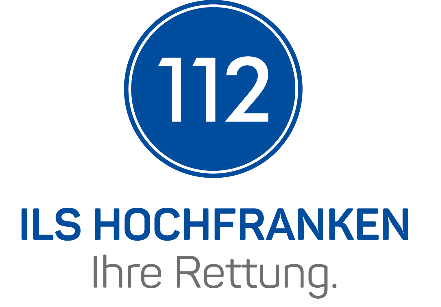 112
ILS HOCHFRANKEN
Ihre Rettung.